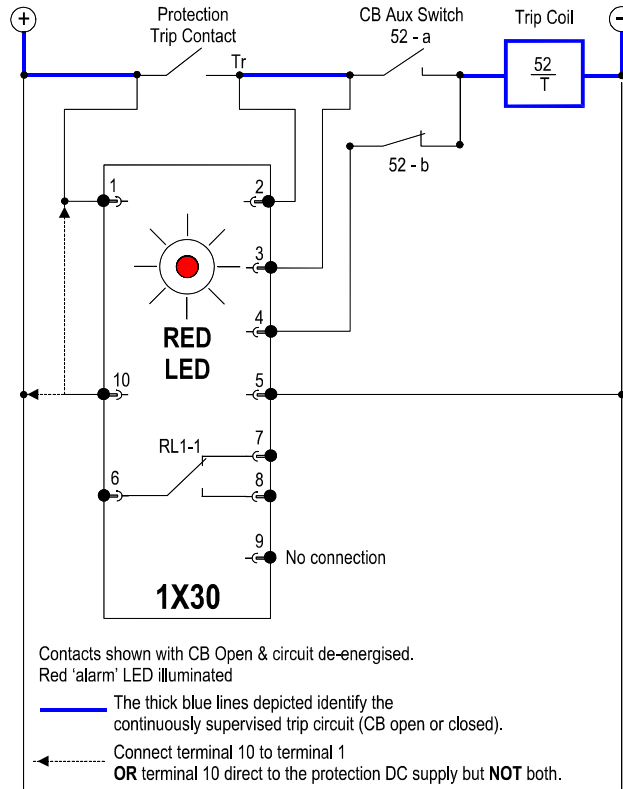 +
Protection
Trip Contact
CB Aux Switch
52 - a
Trip Coil
–
Tr
52
T
52 - b
1
2
3
RED
LED
4
10
5
RL1-1
7
6
8
9
No connection
1X30
Contacts shown with CB Open & circuit de-energised.
Red ‘alarm’ LED illuminated
The thick blue lines depicted identify the
continuously supervised trip circuit (CB open or closed).
Connect terminal 10 to terminal 1
OR terminal 10 direct to the protection DC supply but NOT both.